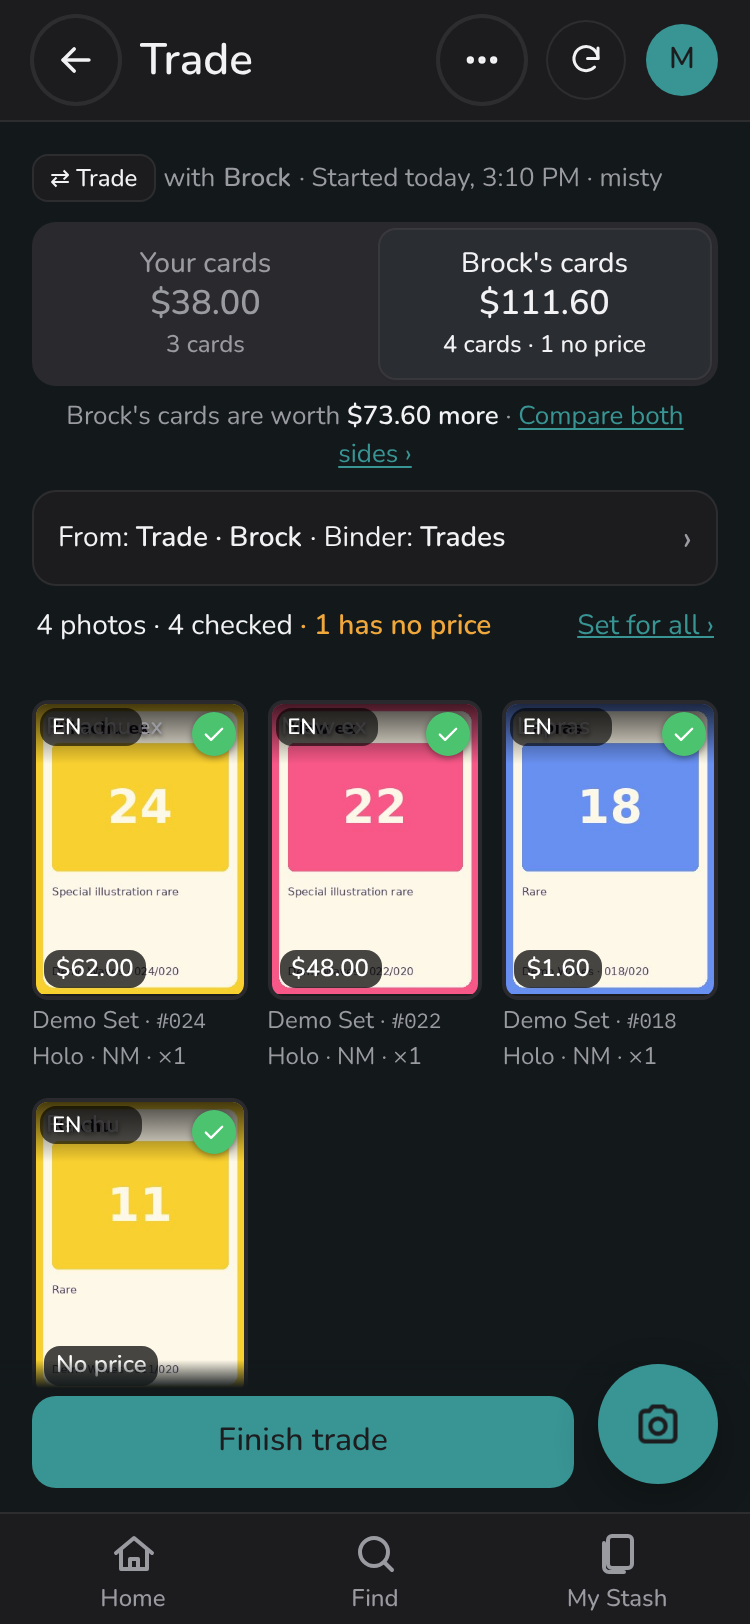 Trade
M
⇄ Trade with Brock · Started today, 3:10 PM · misty
Your cards
$38.00
3 cards
Brock's cards
$111.60
4 cards · 1 no price
Brock's cards are worth $73.60 more · Compare both
sides ›
From: Trade · Brock · Binder: Trades ›
4 photos · 4 checked · 1 has no price
Set for all ›
EN
24
Special illustration rare
$62.00
Demo Set · #024
Holo · NM · ×1
EN
22
Special illustration rare
$48.00
Demo Set · #022
Holo · NM · ×1
EN
18
Rare
$1.60
018/020
Demo Set · #018
Holo · NM · ×1
EN
11
Rare
No price
Finish trade
Home
Find
My Stash